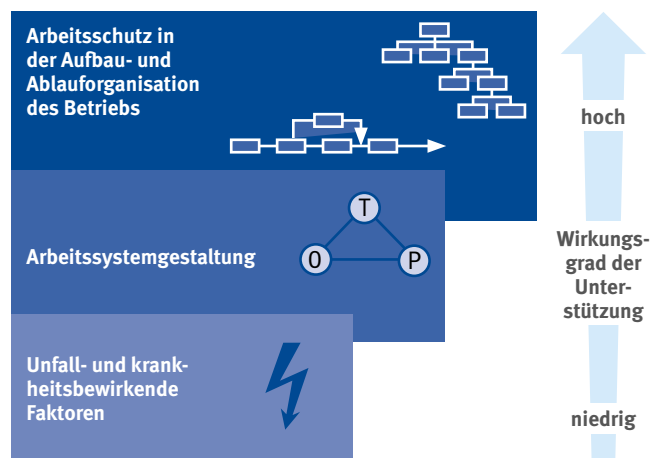 Arbeitsschutz in
der Aufbau- und
Ablauforganisation
des Betriebs
hoch
T
O
P
Arbeitssystemgestaltung
Wirkungs-
grad der
Unter-
stützung
Unfall- und krank-
heitsbewirkende
Faktoren
niedrig